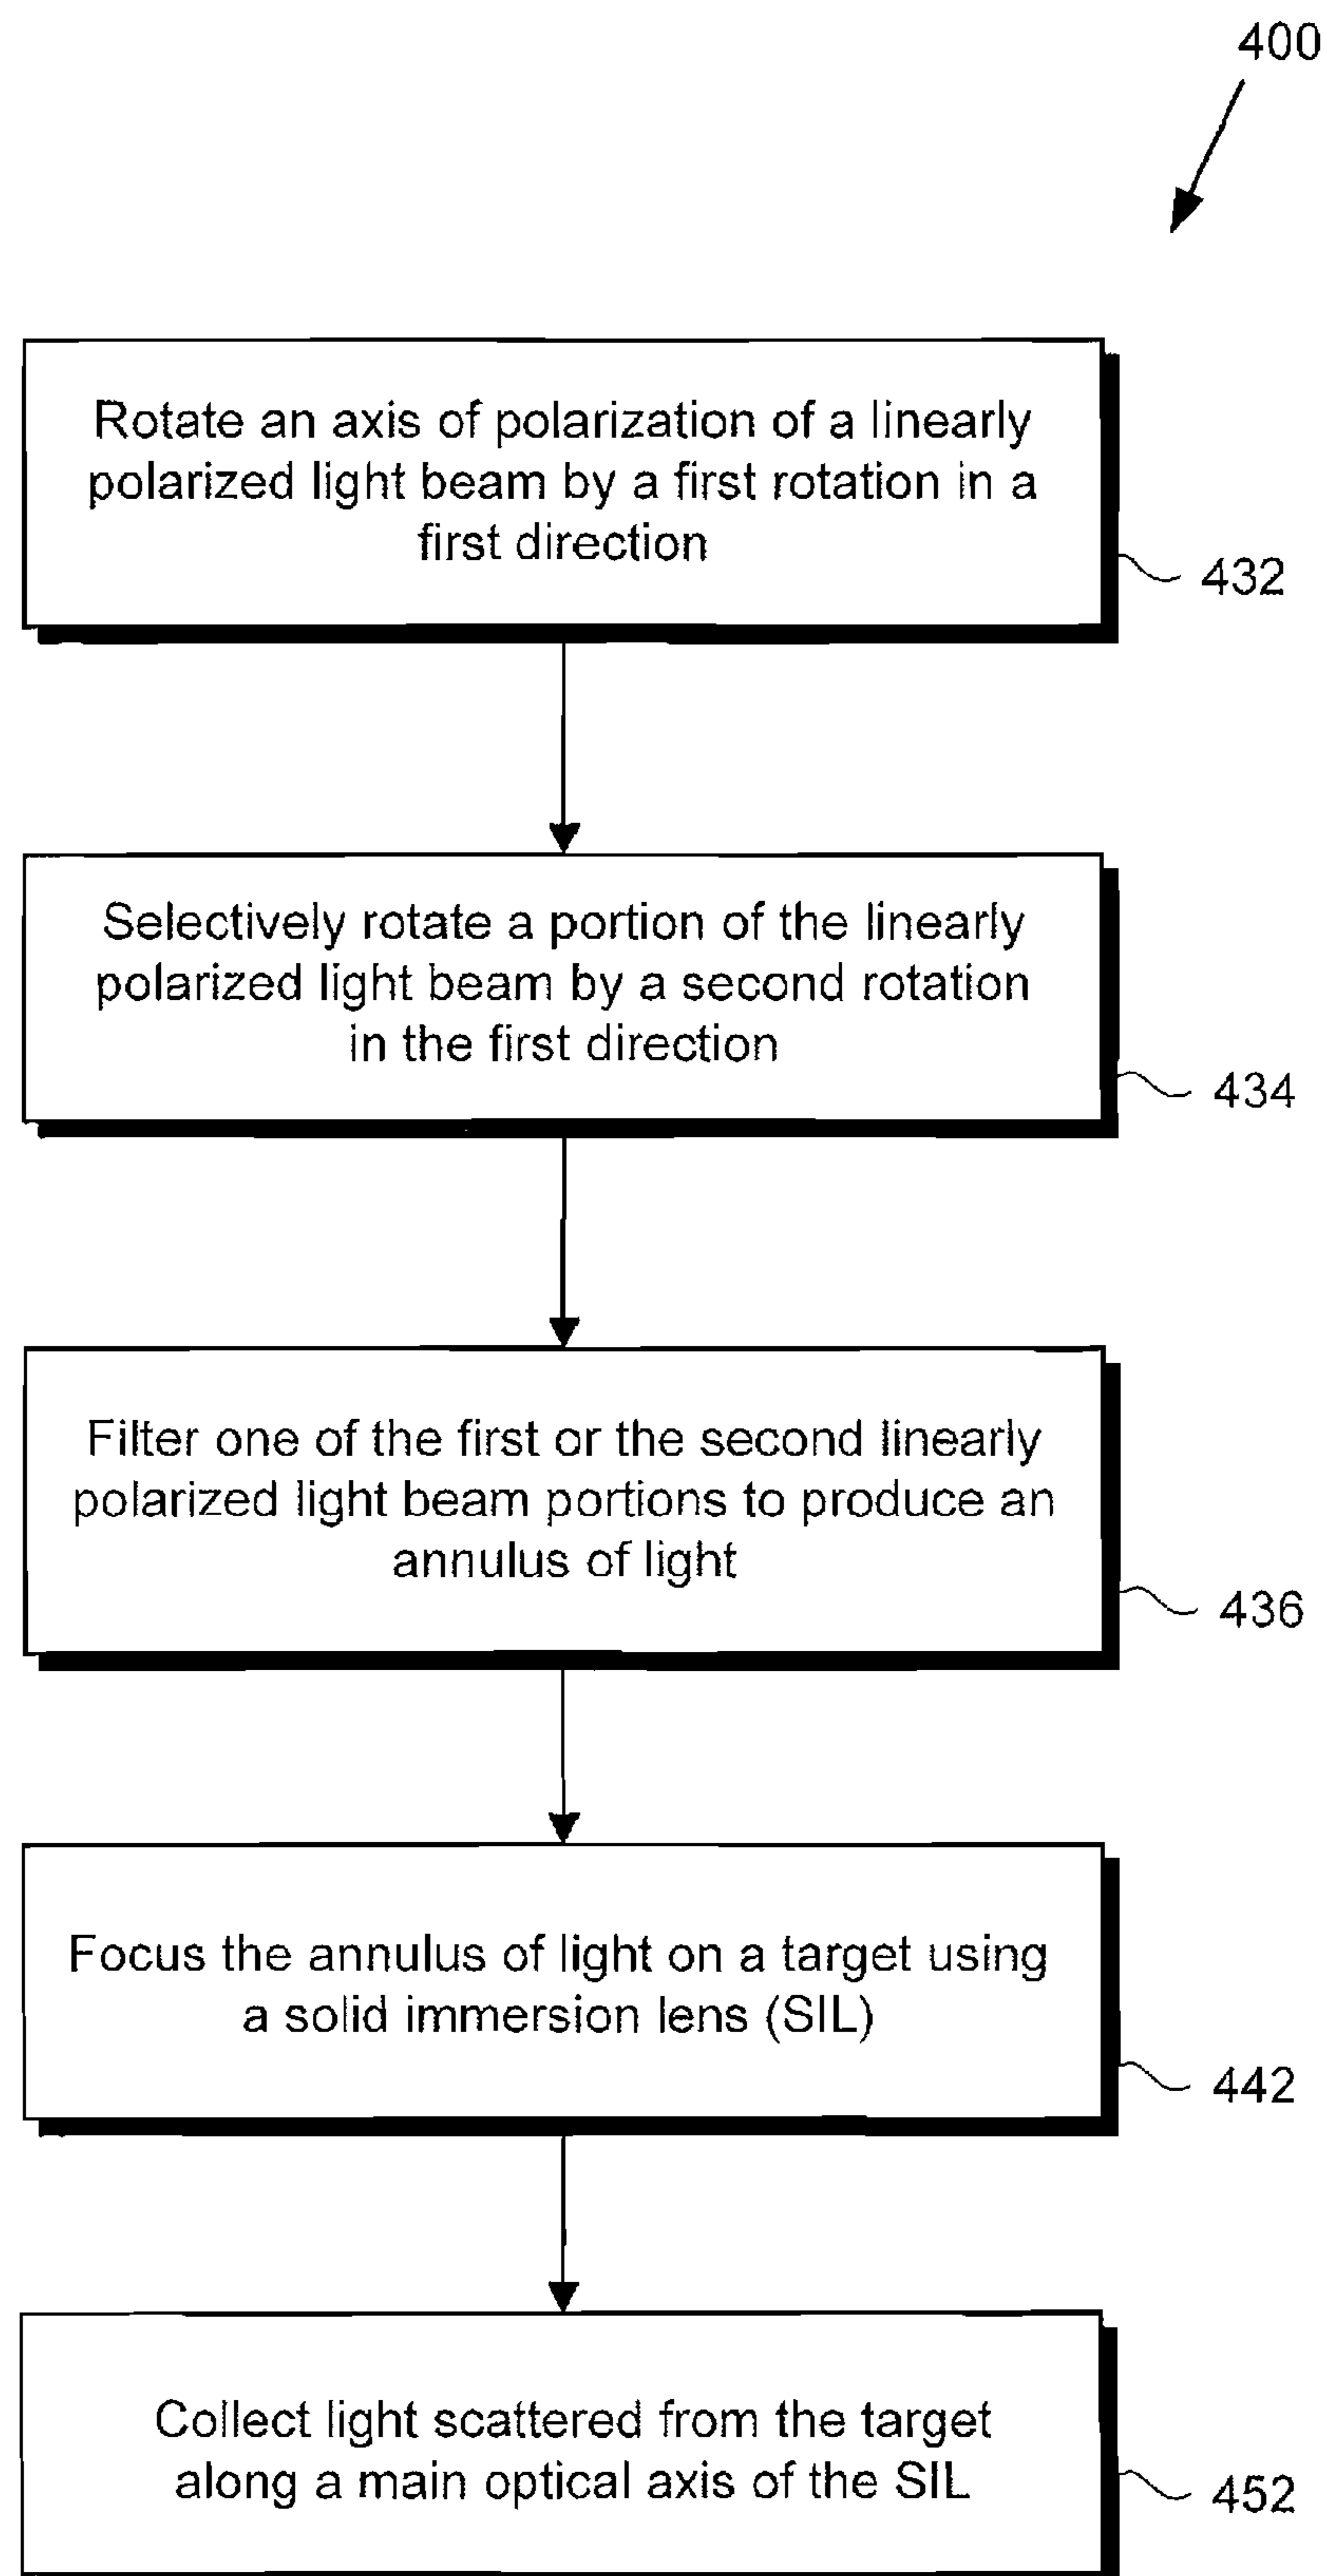 400
Rotate an axis of polarization of a linearly
polarized light beam by a first rotation in a
first direction
432
Selectively rotate a portion of the linearly
polarized light beam by a second rotation
in the first direction
434
Filter one of the first or the second linearly
polarized light beam portions to produce an
annulus of light
436
Focus the annulus of light on a target using
a solid immersion lens (SIL)
442
Collect light scattered from the target
along a main optical axis of the SIL
452